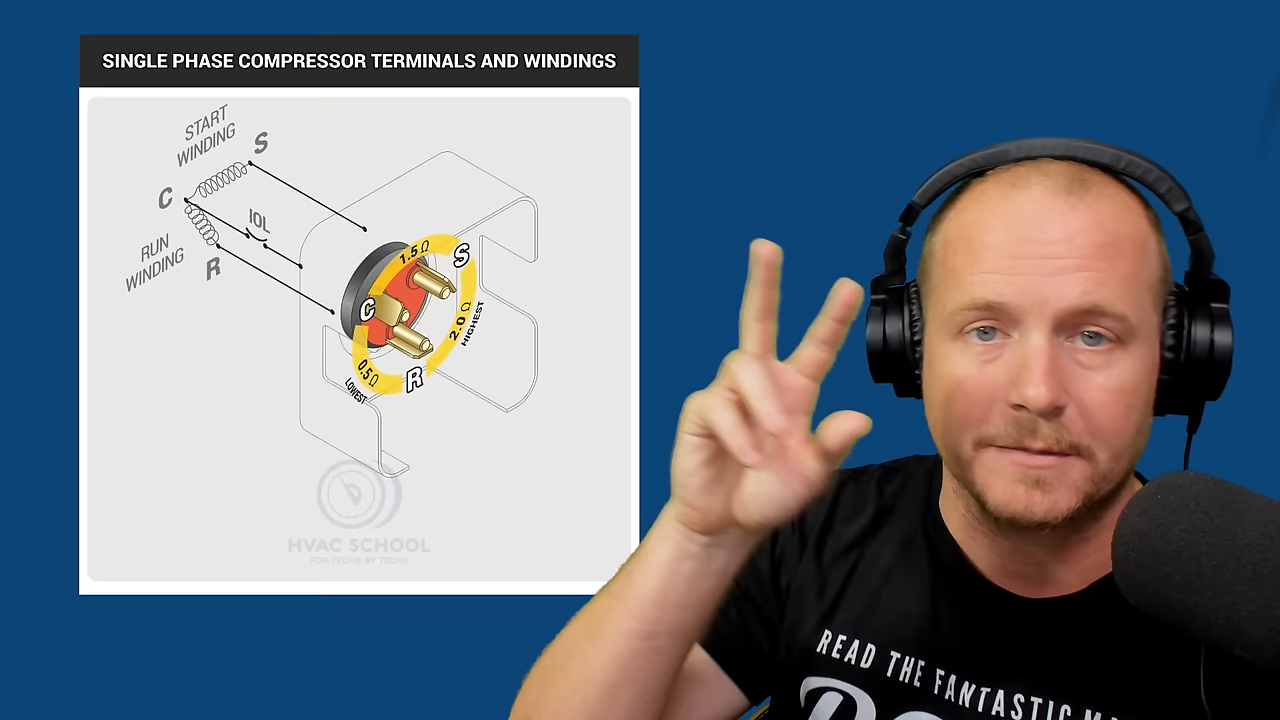 SINGLE PHASE COMPRESSOR TERMINALS AND WINDINGS
START
WINDING
S
C
IOL
RUN
WINDING
R
1.5 Ω
S
C
2.0 Ω
HIGHEST
0.5 Ω
LOWEST
R
HVAC SCHOOL
FOR TECHS BY TECHS
READ THE FANTASTIC